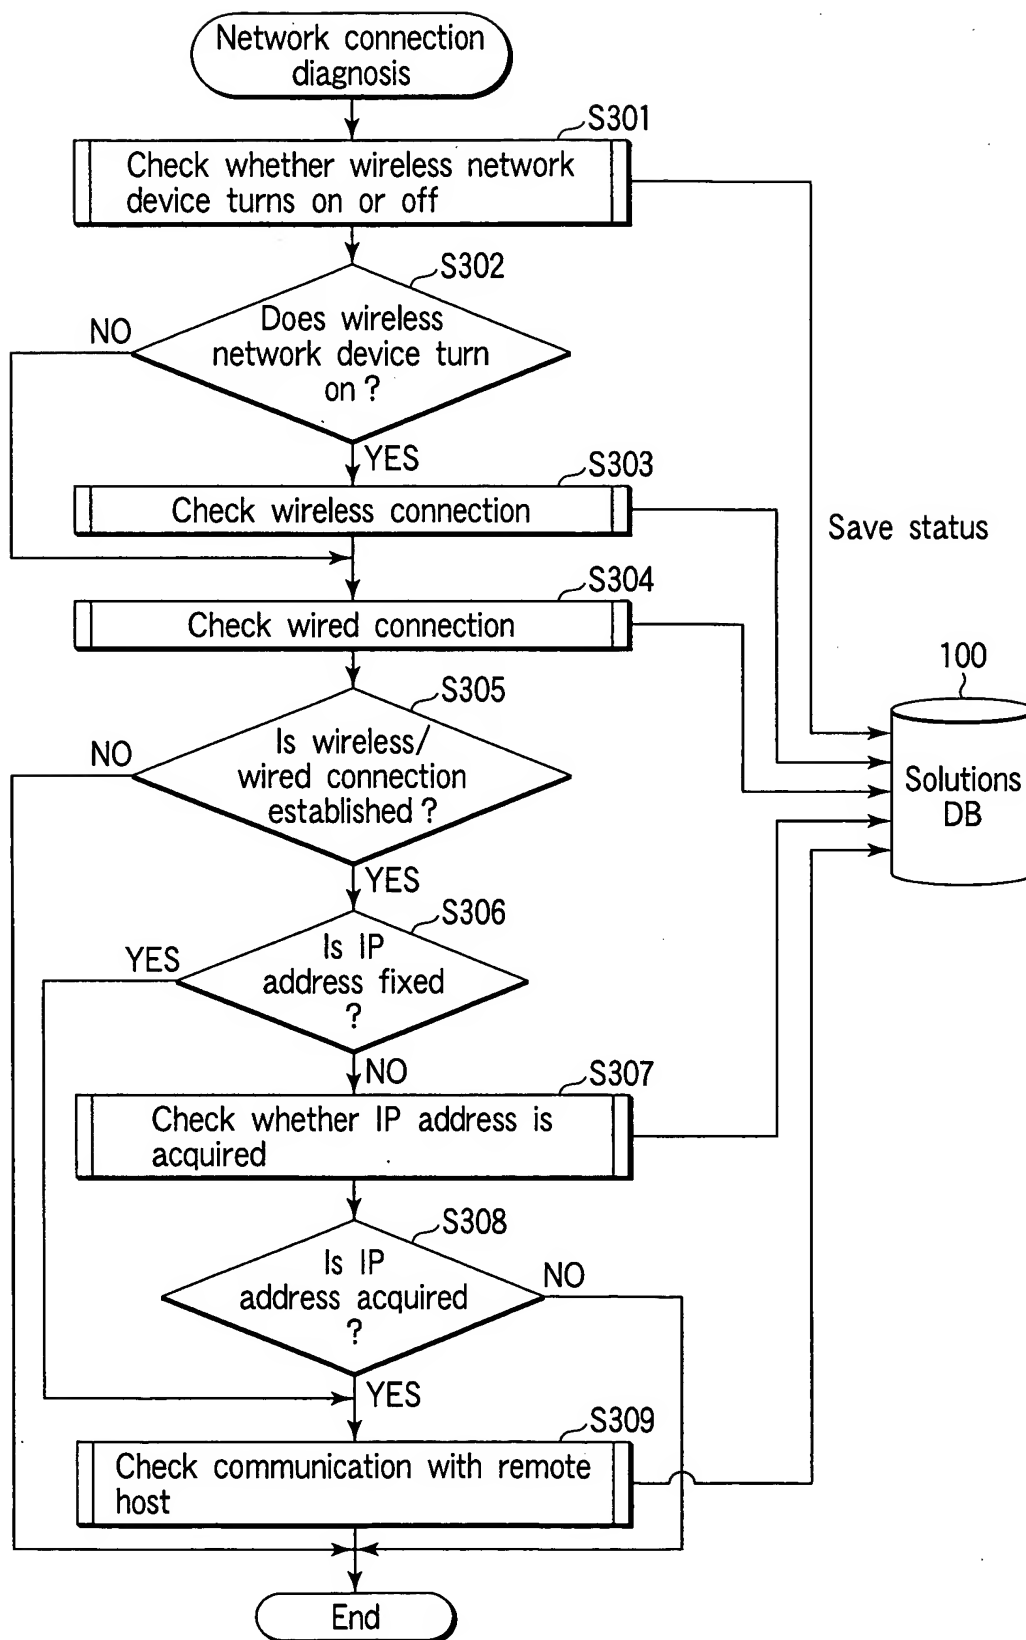 Network connection
diagnosis
S301
Check whether wireless network
device turns on or off
S302
Does wireless
network device turn
on ?
NO
YES
S303
Check wireless connection
Save status
S304
Check wired connection
100
Solutions
DB
S305
Is wireless/
wired connection
established ?
NO
YES
S306
Is IP
address fixed
?
YES
NO
S307
Check whether IP address is
acquired
S308
Is IP
address acquired
?
NO
YES
S309
Check communication with remote
host
End